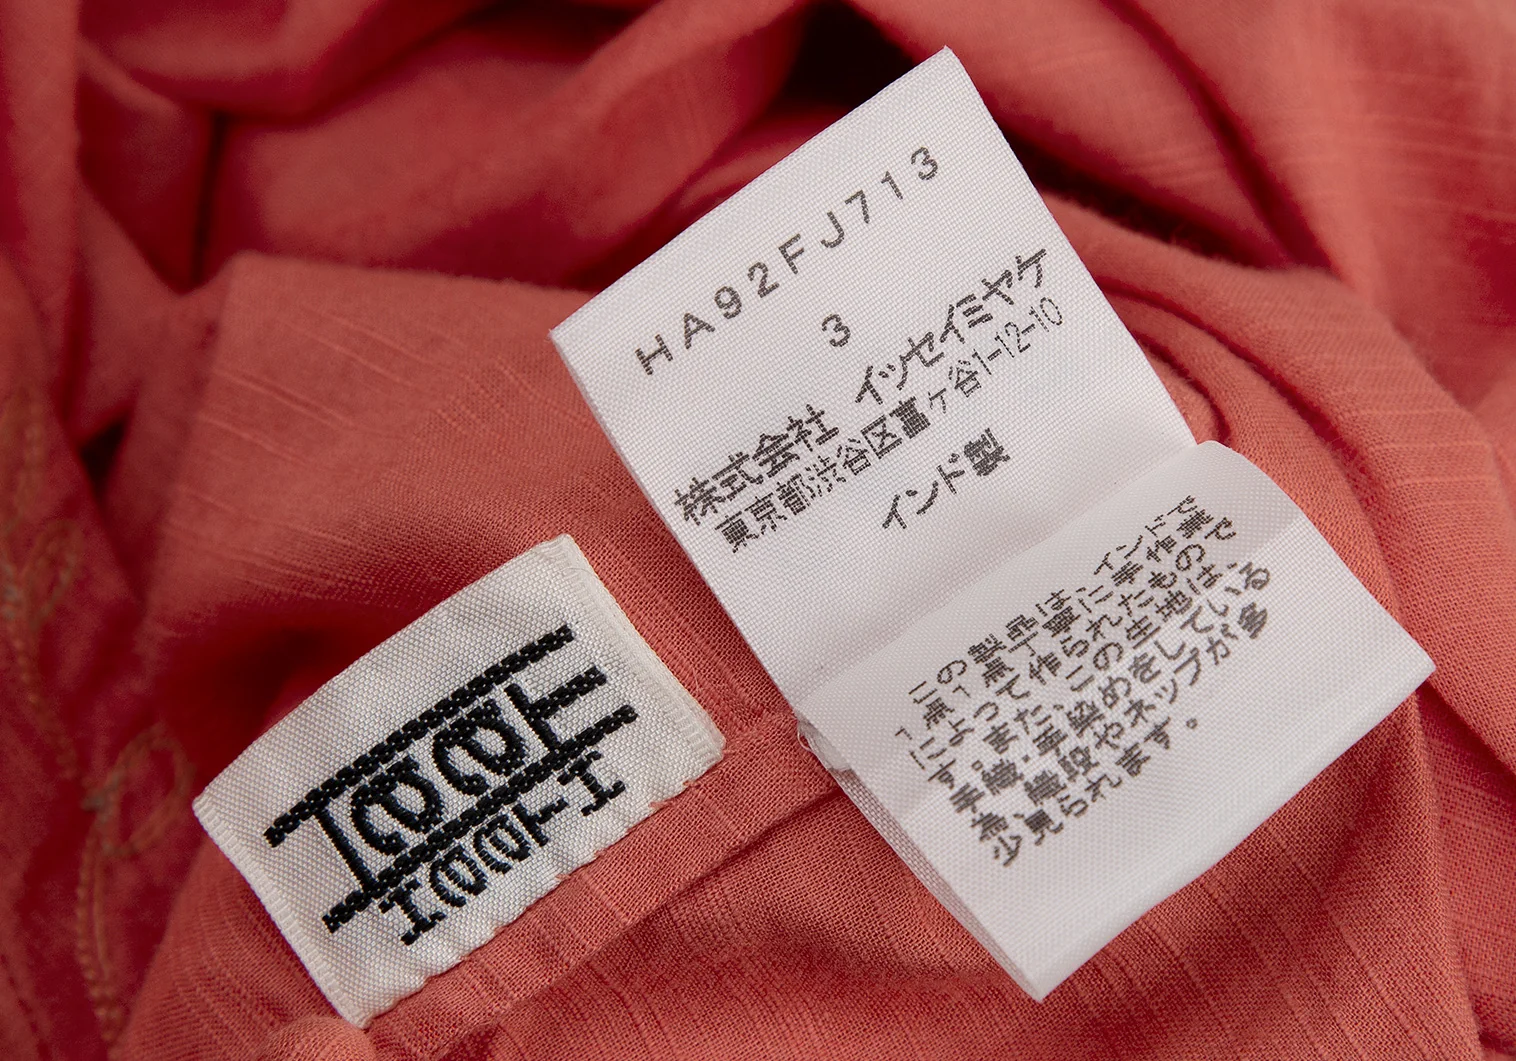 HA92FJ713
3
株式会社 イッセイミヤケ
東京都渋谷区富ヶ谷1-12-10
インド製
この製品は、インドで
1点1点丁寧に手作業
によって作られたもので
す。また、この生地は、
手織・手染めをしている
為、織段やネップが多
少見られます。